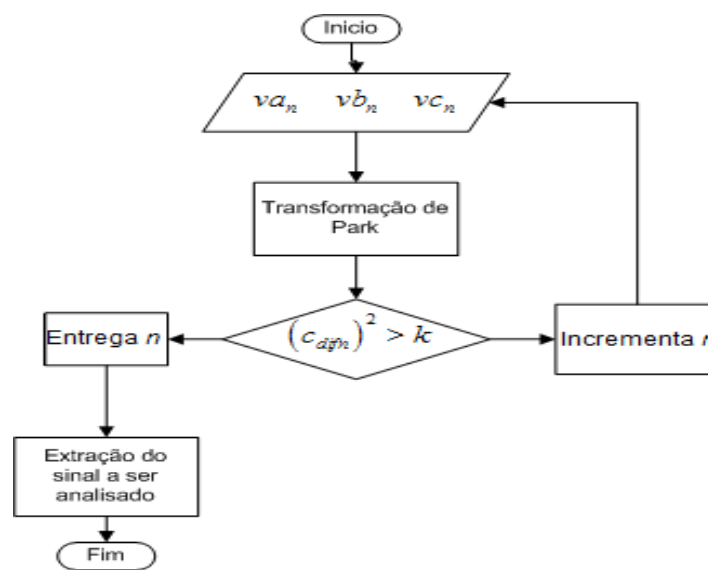 Inicio
va_n vb_n vc_n
Transformação de
Park
(c_difn)^2 > k
Entrega n
Incrementa
Extração do
sinal a ser
analisado
Fim